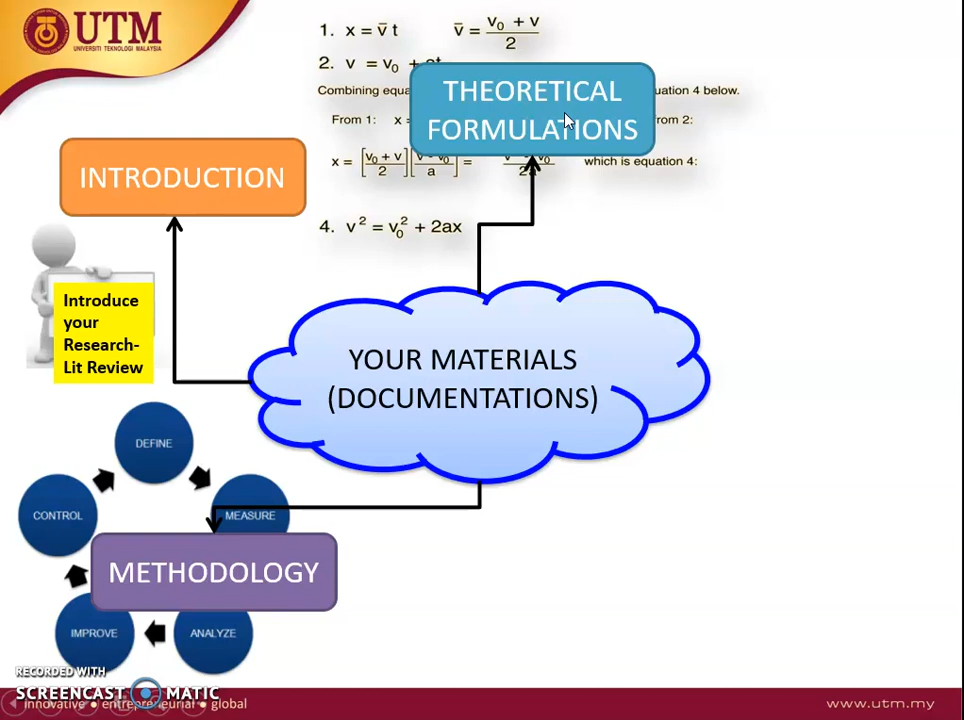 UTM
UNIVERSITI TEKNOLOGI MALAYSIA
1. x = v̄ t v̄ = (v₀ + v)/2
2. v = v₀ + at
THEORETICAL
FORMULATIONS
Combining equa
uation 4 below.
From 1: x =
rom 2:
x = [(v₀ + v)/2][ /a] = which is equation 4:
4. v² = v₀² + 2ax
INTRODUCTION
Introduce
your
Research-
Lit Review
YOUR MATERIALS
(DOCUMENTATIONS)
DEFINE
CONTROL
MEASURE
METHODOLOGY
IMPROVE
ANALYZE
RECORDED WITH
SCREENCAST MATIC
innovative ● entrepreneurial ● global
www.utm.my